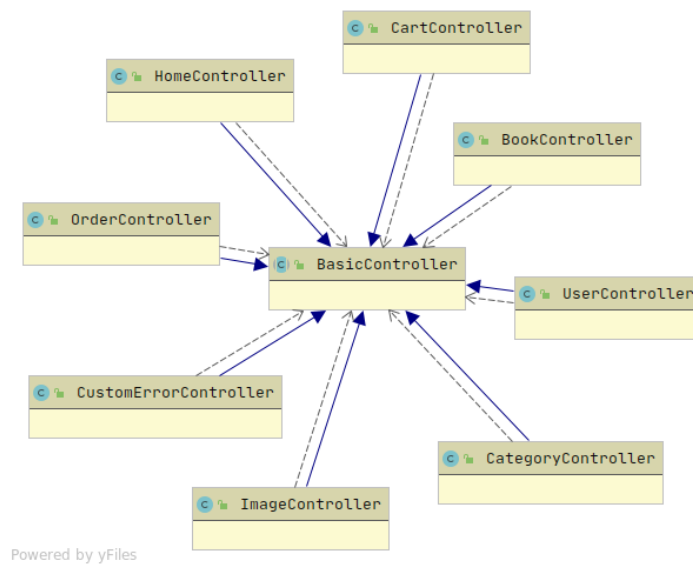 C CartController
C HomeController
C BookController
C OrderController
C BasicController
C UserController
C CustomErrorController
C CategoryController
C ImageController
Powered by yFiles